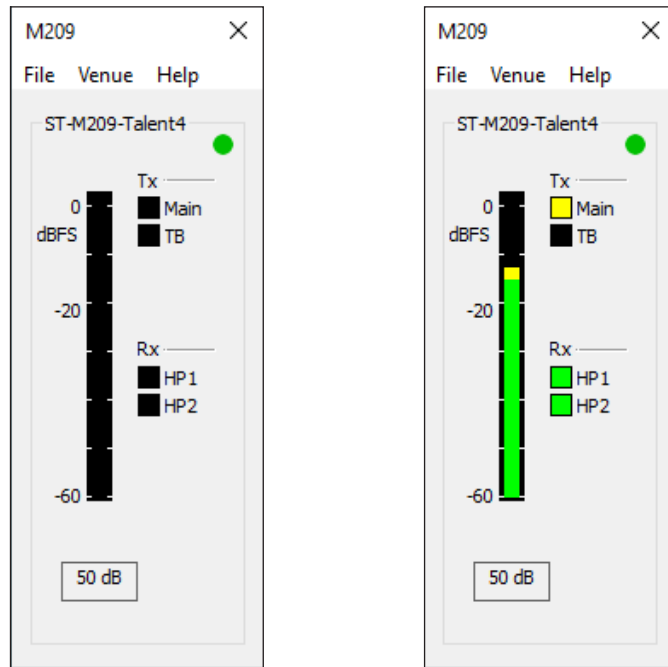 M209
File Venue Help
ST-M209-Talent4
Tx
0 Main
dBFS TB
-20
Rx
HP1
HP2
-60
50 dB
M209
File Venue Help
ST-M209-Talent4
Tx
0 Main
dBFS TB
-20
Rx
HP1
HP2
-60
50 dB